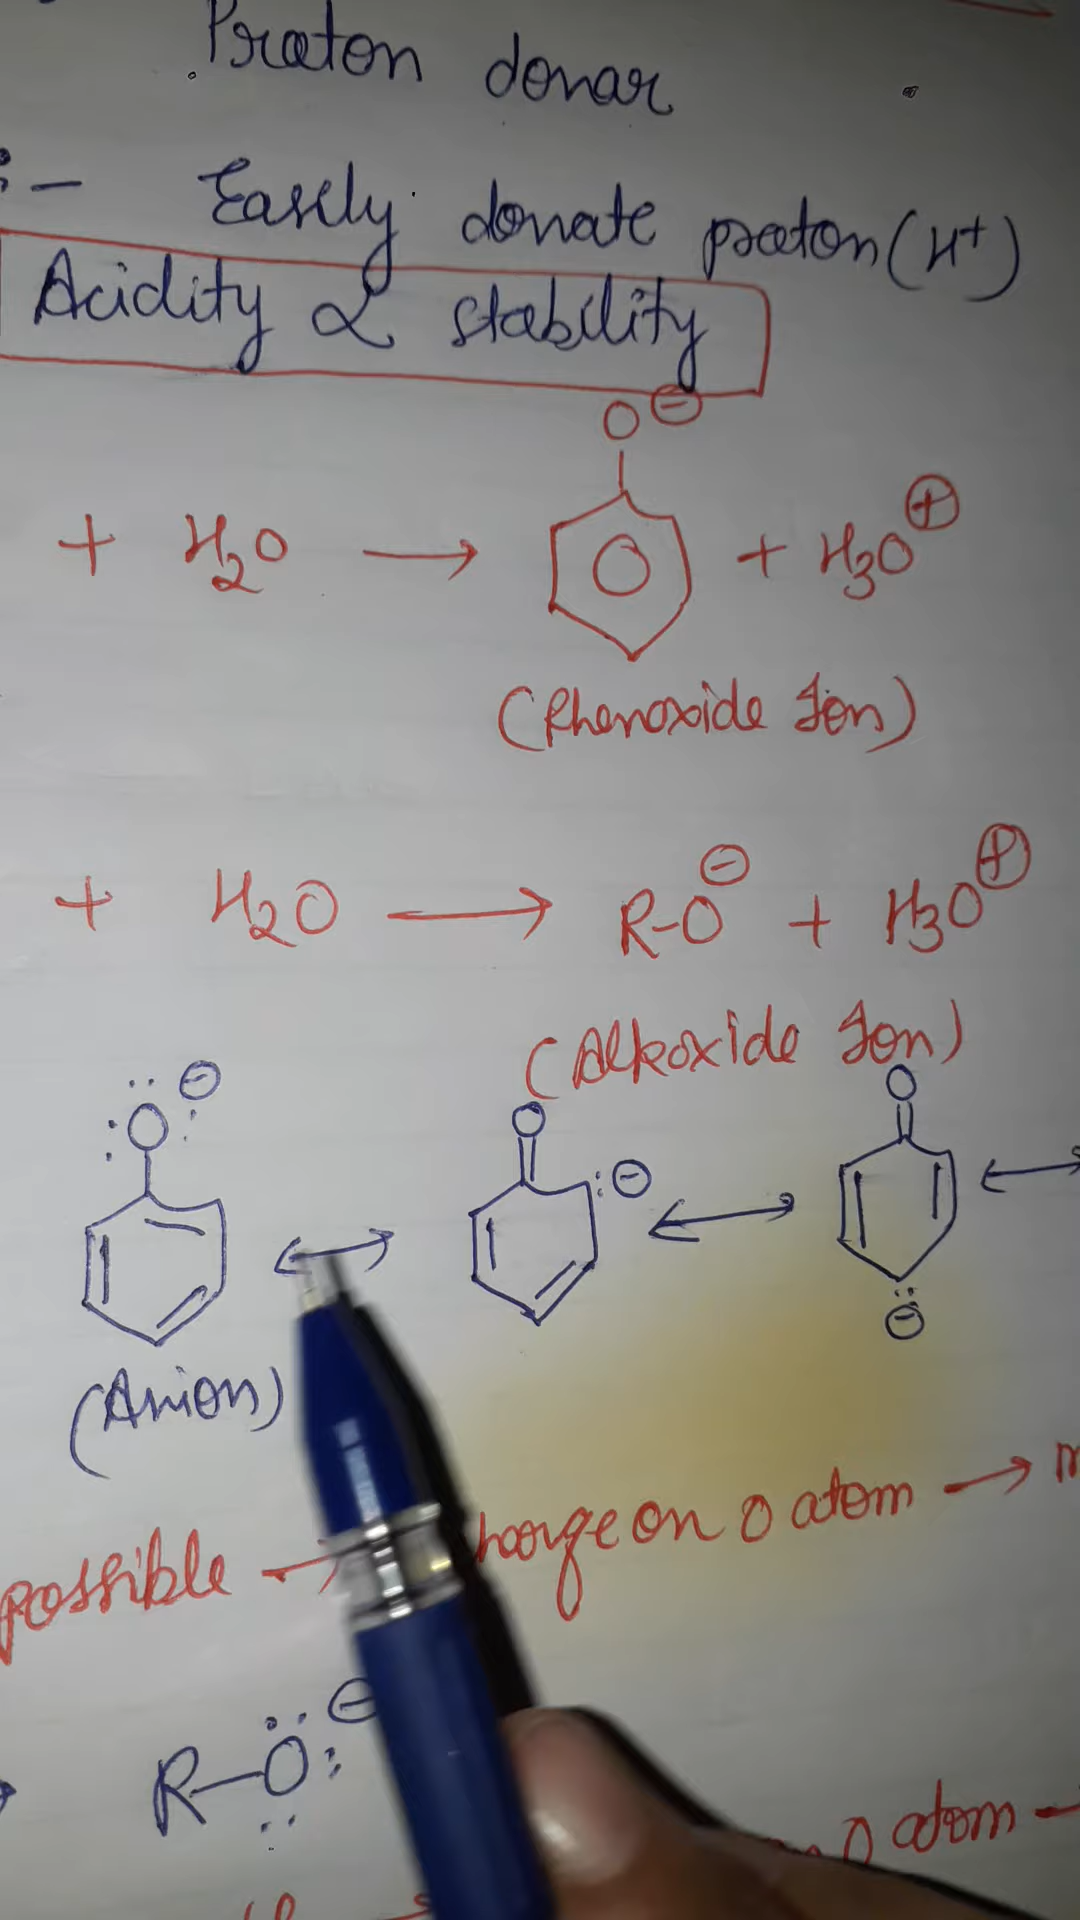 Proton donar
:- Easily donate proton (H+)
Acidity α stability
O ⊖
+ H2O → + H3O ⊕
(Phenoxide Ion)
+ H2O → R-O ⊖ + H3O ⊕
(Alkoxide Ion)
:O: ⊖ ↔ O :⊖ ↔ O :⊖ ↔
(Anion)
possible → on O atom →
R-O: ⊖
O atom -